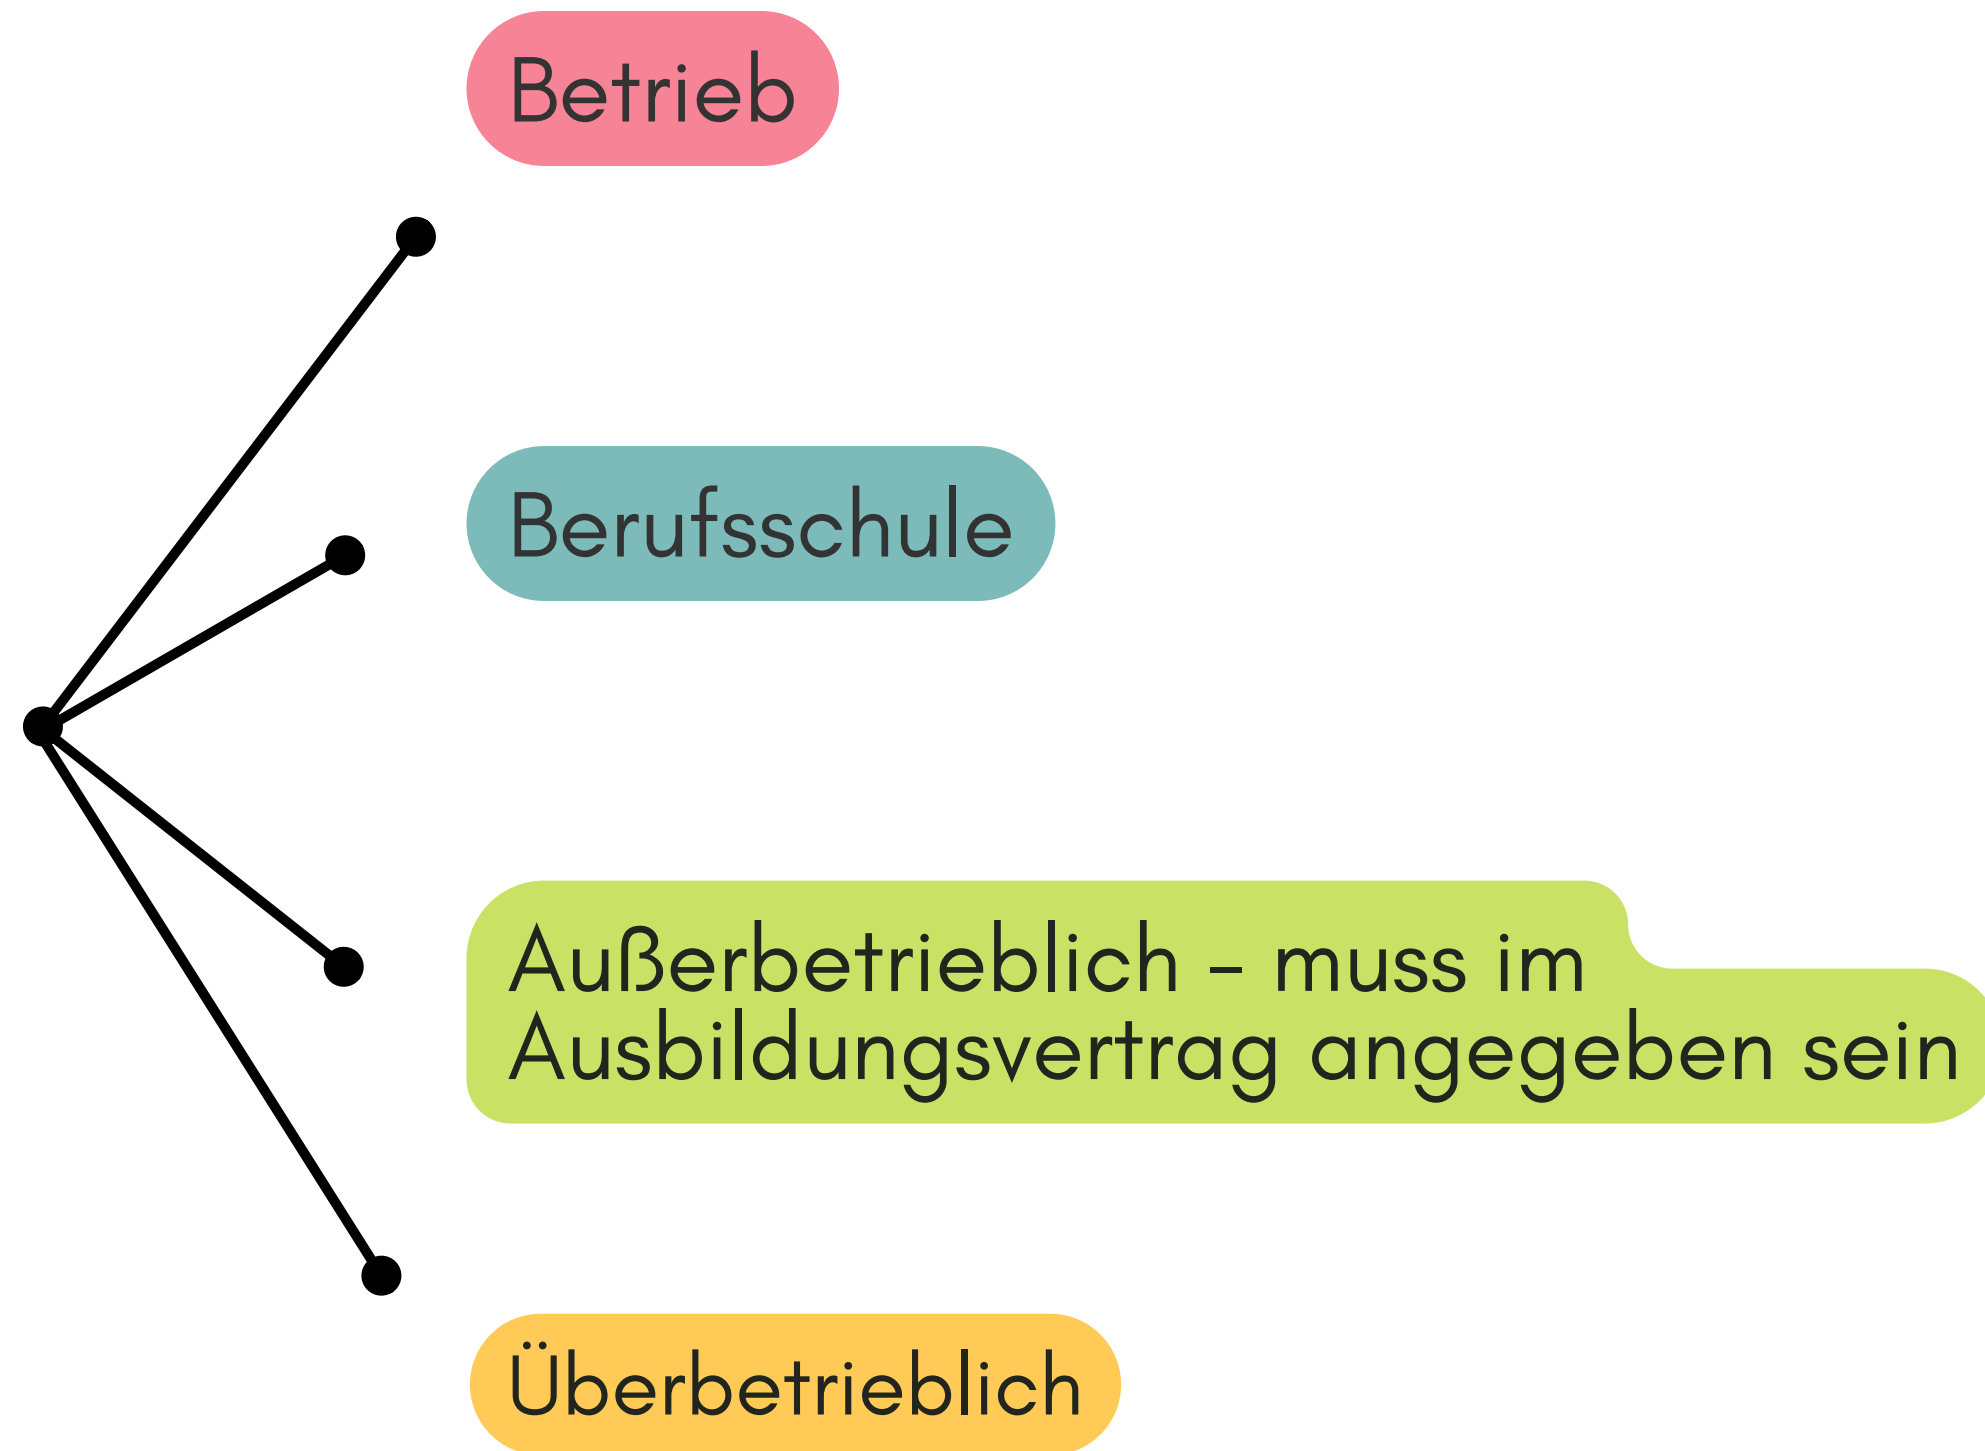 Betrieb
Berufsschule
Außerbetrieblich – muss im
Ausbildungsvertrag angegeben sein
Überbetrieblich